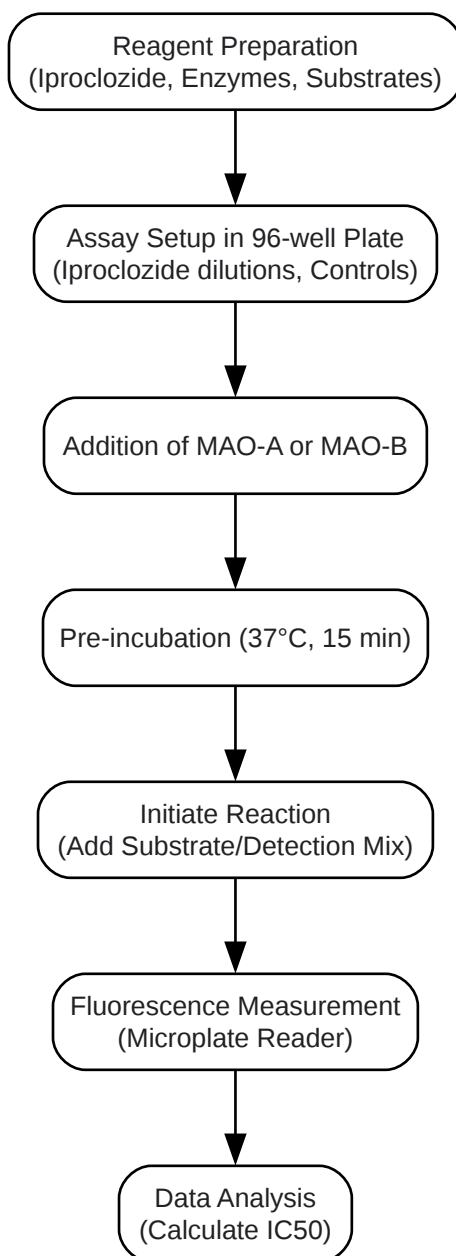 Reagent Preparation
(Iproclozide, Enzymes, Substrates)
Assay Setup in 96-well Plate
(Iproclozide dilutions, Controls)
Addition of MAO-A or MAO-B
Pre-incubation (37°C, 15 min)
Initiate Reaction
(Add Substrate/Detection Mix)
Fluorescence Measurement
(Microplate Reader)
Data Analysis
(Calculate IC50)